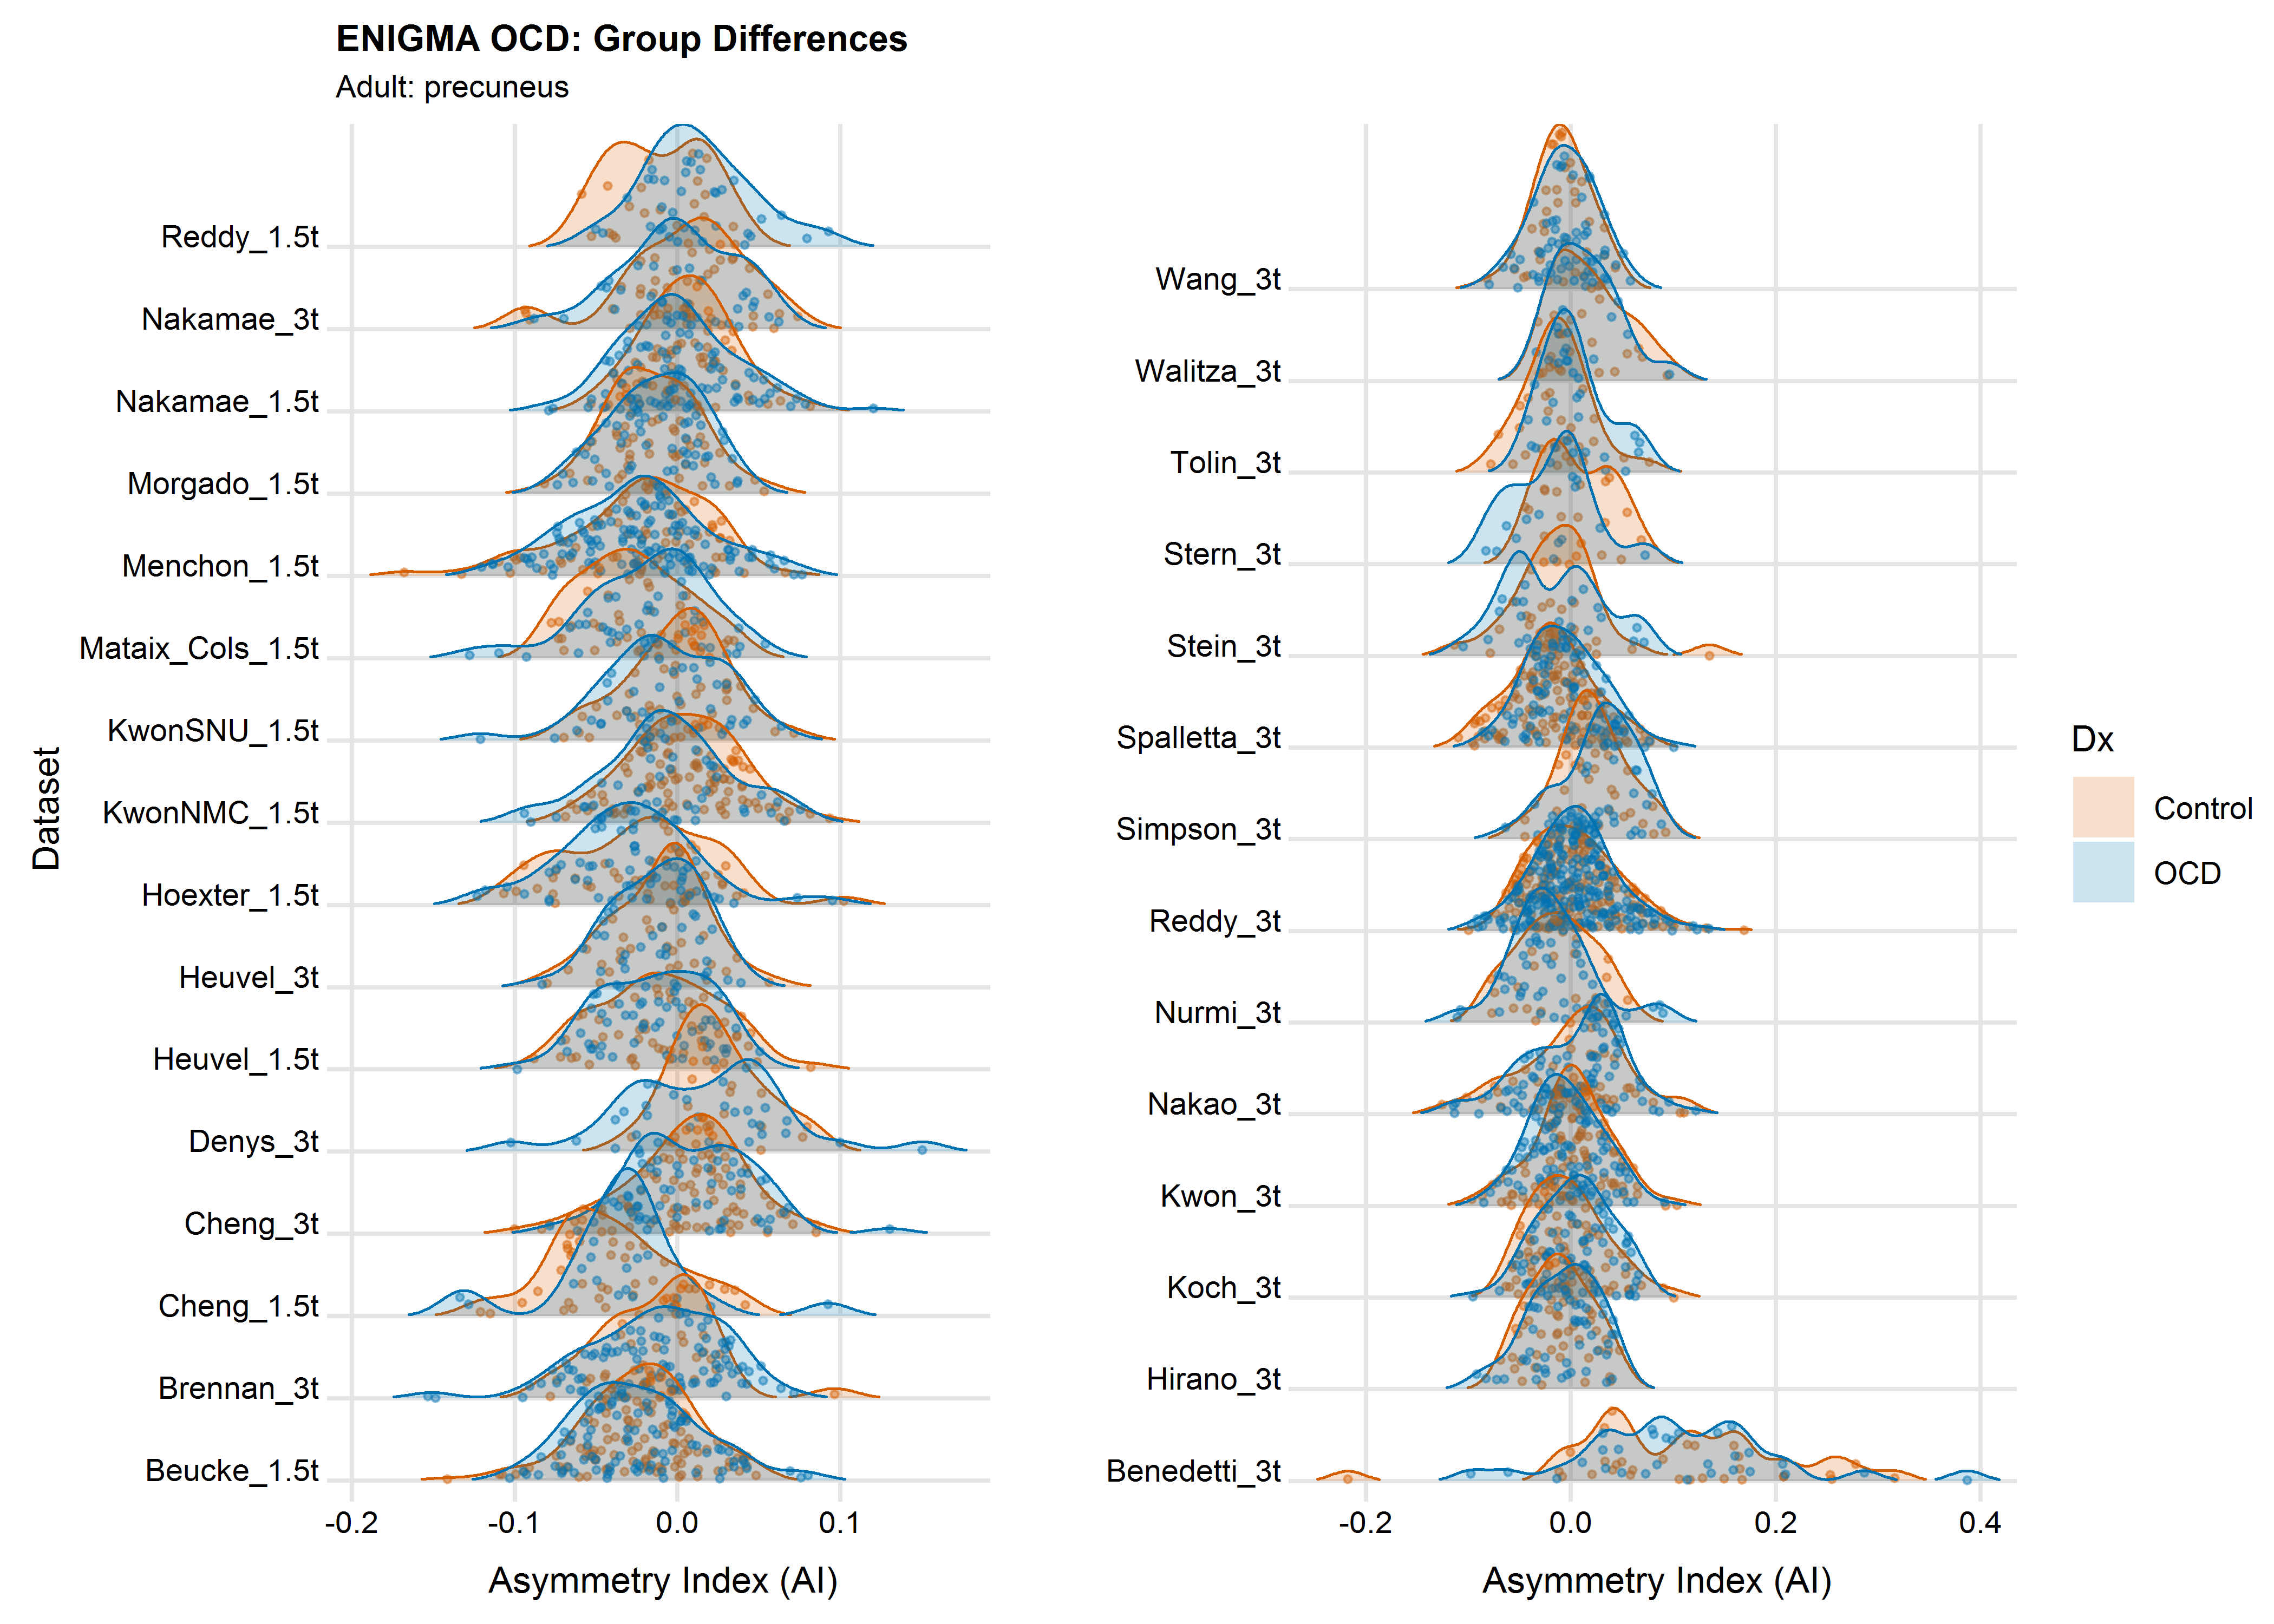 ENIGMA OCD: Group Differences
Adult: precuneus
Dataset
Reddy_1.5t
Nakamae_3t
Nakamae_1.5t
Morgado_1.5t
Menchon_1.5t
Mataix_Cols_1.5t
KwonSNU_1.5t
KwonNMC_1.5t
Hoexter_1.5t
Heuvel_3t
Heuvel_1.5t
Denys_3t
Cheng_3t
Cheng_1.5t
Brennan_3t
Beucke_1.5t
-0.2 -0.1 0.0 0.1
Asymmetry Index (AI)
Wang_3t
Walitza_3t
Tolin_3t
Stern_3t
Stein_3t
Spalletta_3t
Simpson_3t
Reddy_3t
Nurmi_3t
Nakao_3t
Kwon_3t
Koch_3t
Hirano_3t
Benedetti_3t
-0.2 0.0 0.2 0.4
Asymmetry Index (AI)
Dx
Control
OCD